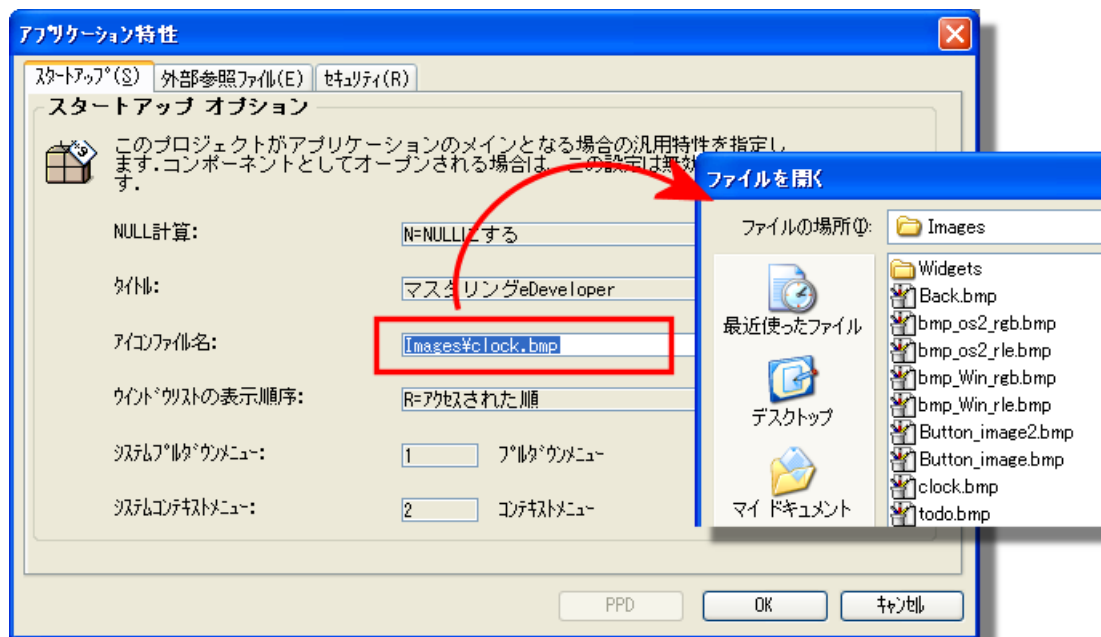 アプリケーション特性
スタートアップ(S) 外部参照ファイル(E) セキュリティ(R)
スタートアップ オプション
このプロジェクトがアプリケーションのメインとなる場合の汎用特性を指定し
ます.コンポーネントとしてオープンされる場合は、この設定は無効
す.
NULL計算: N=NULLにする
タイトル: マスタリングeDeveloper
アイコンファイル名: Images¥clock.bmp
ウインドウリストの表示順序: R=アクセスされた順
システムプルダウンメニュー: 1 プルダウンメニュー
システムコンテキストメニュー: 2 コンテキストメニュー
PPD OK キャンセル
ファイルを開く
ファイルの場所(I): Images
最近使ったファイル
デスクトップ
マイ ドキュメント
Widgets
Back.bmp
bmp_os2_rgb.bmp
bmp_os2_rle.bmp
bmp_Win_rgb.bmp
bmp_Win_rle.bmp
Button_image2.bmp
Button_image.bmp
clock.bmp
todo.bmp